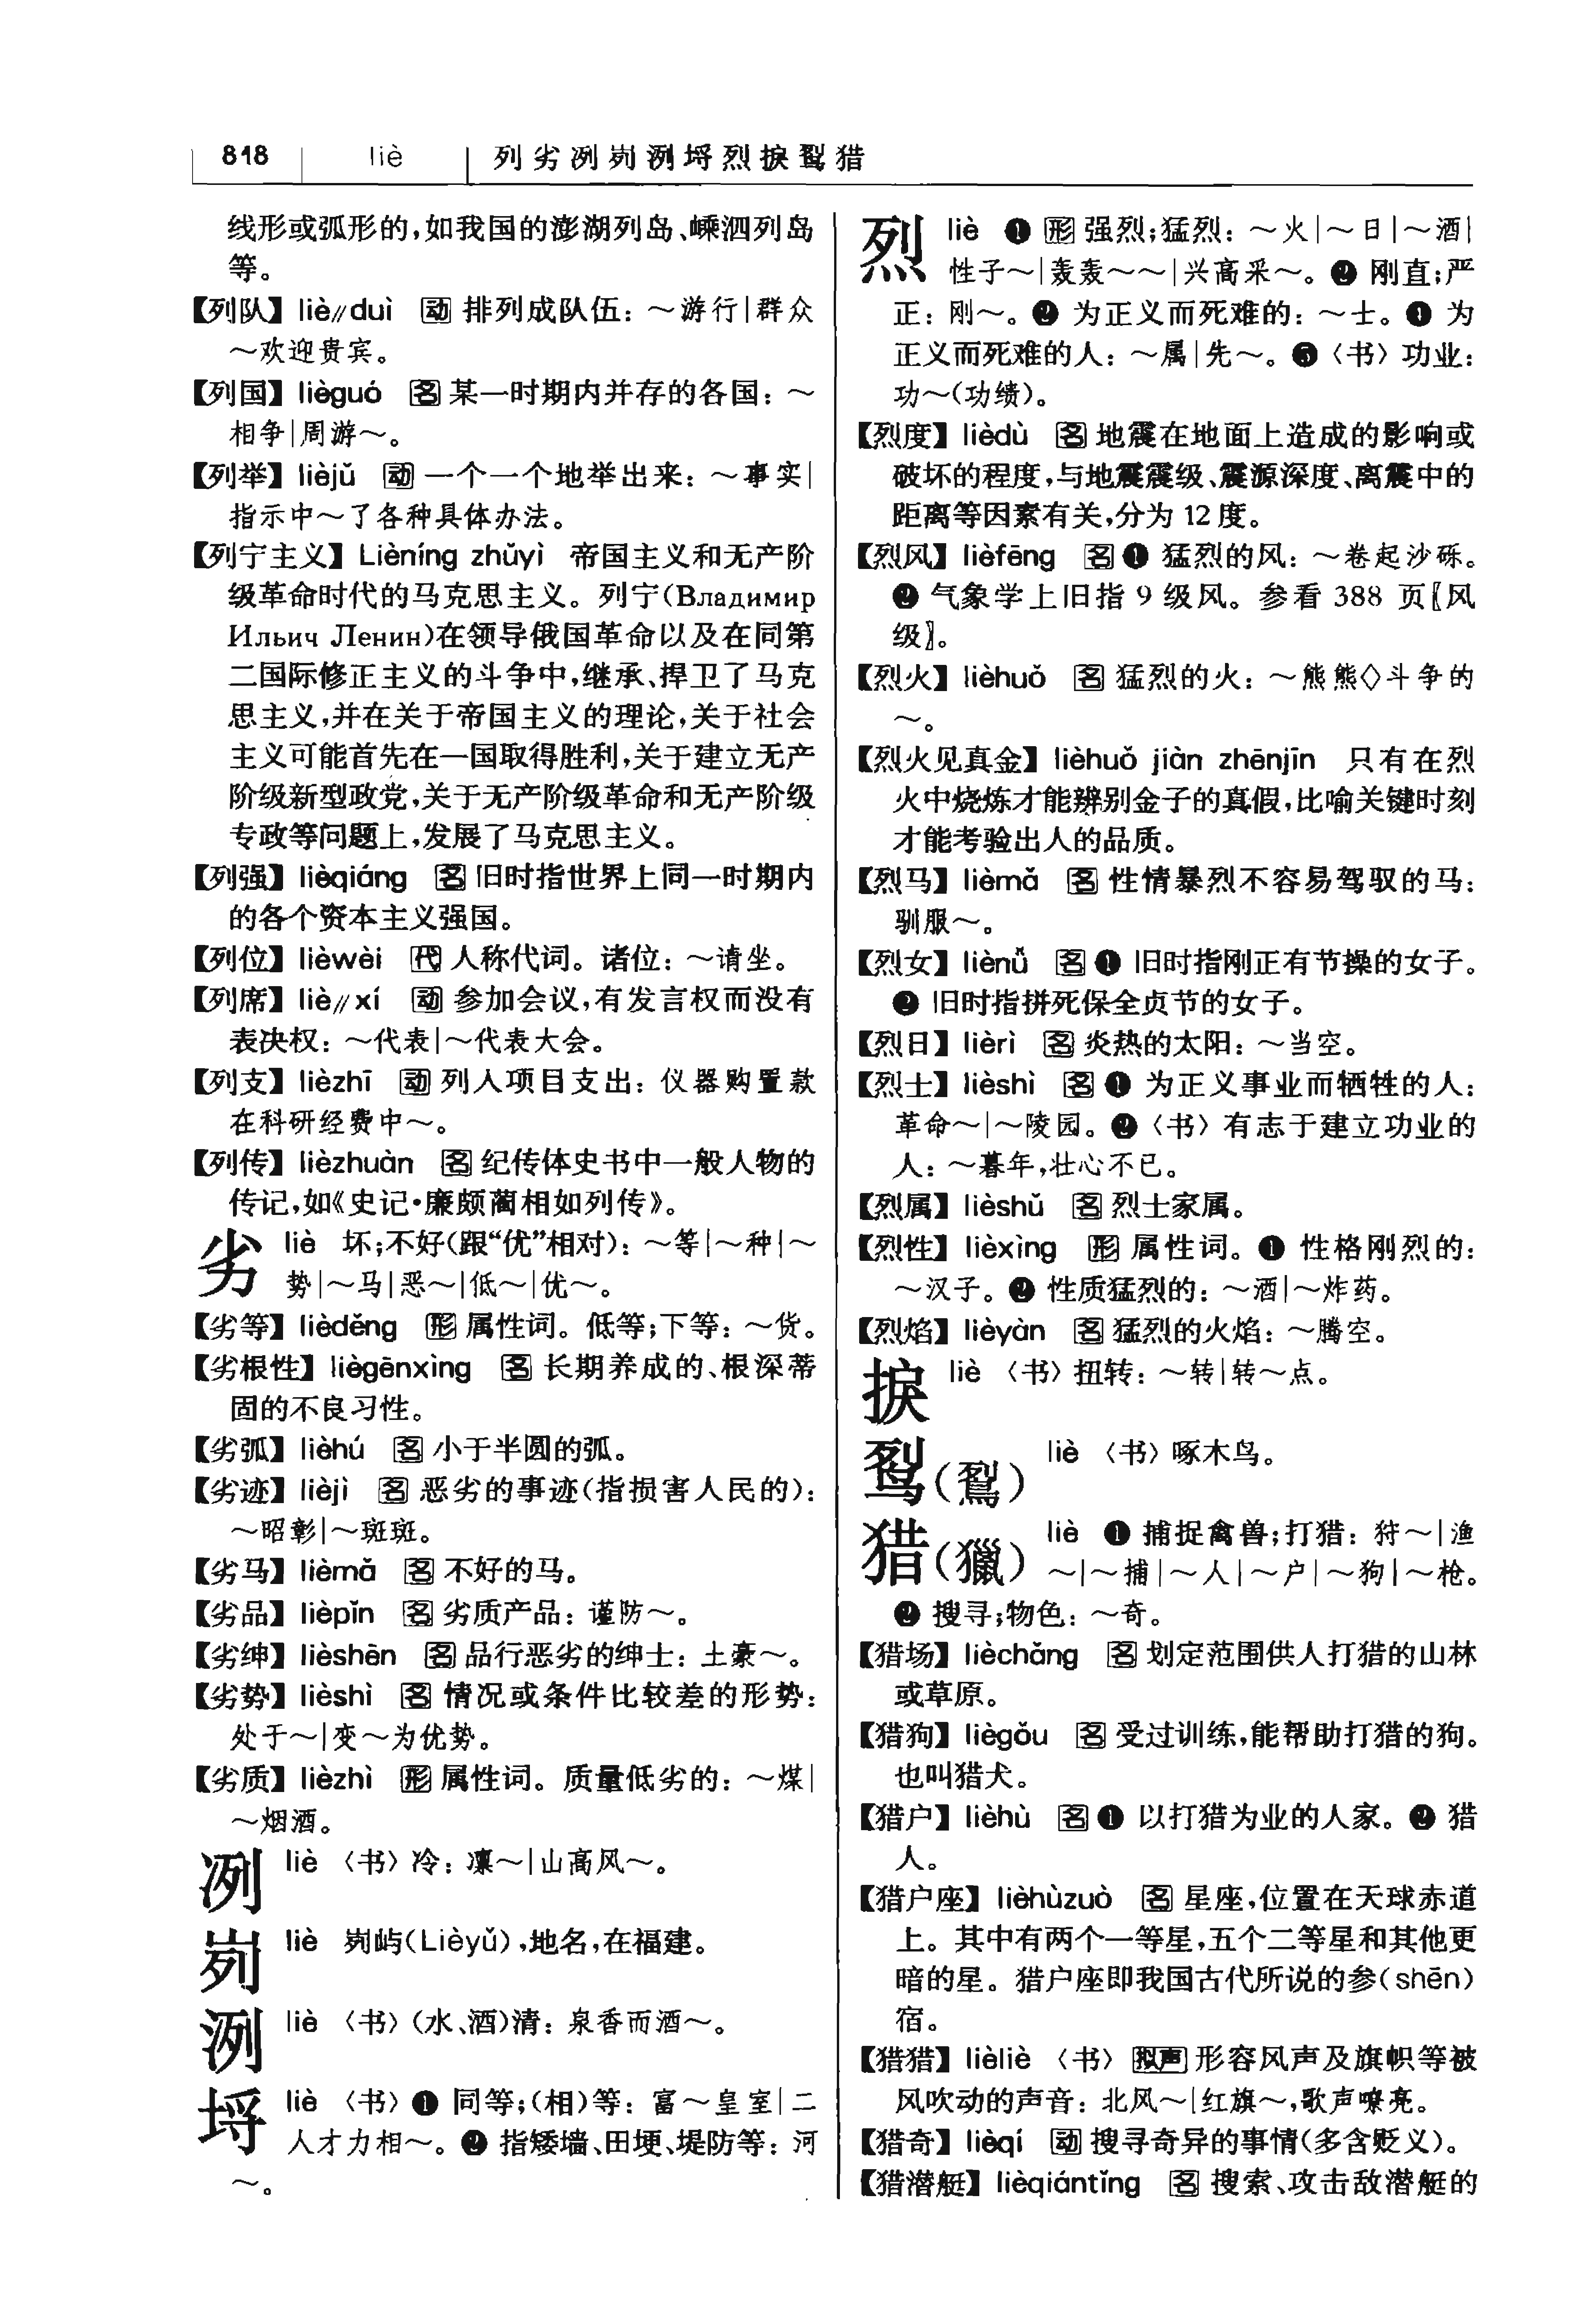 818 liè 列劣冽峛洌埒烈捩䴕猎
线形或弧形的,如我国的澎湖列岛、嵊泗列岛
等。
【列队】liè∥duì 动 排列成队伍：～游行|群众
～欢迎贵宾。
【列国】lièguó 名 某一时期内并存的各国：～
相争|周游～。
【列举】lièjǔ 动 一个一个地举出来：～事实|
指示中～了各种具体办法。
【列宁主义】Lièníng zhǔyì 帝国主义和无产阶
级革命时代的马克思主义。列宁(Владимир
Ильич Ленин)在领导俄国革命以及在同第
二国际修正主义的斗争中,继承、捍卫了马克
思主义,并在关于帝国主义的理论,关于社会
主义可能首先在一国取得胜利,关于建立无产
阶级新型政党,关于无产阶级革命和无产阶级
专政等问题上,发展了马克思主义。
【列强】lièqiáng 名 旧时指世界上同一时期内
的各个资本主义强国。
【列位】lièwèi 代 人称代词。诸位：～请坐。
【列席】liè∥xí 动 参加会议,有发言权而没有
表决权：～代表|～代表大会。
【列支】lièzhī 动 列入项目支出：仪器购置款
在科研经费中～。
【列传】lièzhuàn 名 纪传体史书中一般人物的
传记,如《史记·廉颇蔺相如列传》。
劣 liè 坏;不好(跟“优”相对)：～等|～种|～
势|～马|恶～|低～|优～。
【劣等】lièděng 形 属性词。低等;下等：～货。
【劣根性】liègēnxìng 名 长期养成的、根深蒂
固的不良习性。
【劣弧】lièhú 名 小于半圆的弧。
【劣迹】lièjì 名 恶劣的事迹(指损害人民的)：
～昭彰|～斑斑。
【劣马】lièmǎ 名 不好的马。
【劣品】lièpǐn 名 劣质产品：谨防～。
【劣绅】lièshēn 名 品行恶劣的绅士：土豪～。
【劣势】lièshì 名 情况或条件比较差的形势：
处于～|变～为优势。
【劣质】lièzhì 形 属性词。质量低劣的：～煤|
～烟酒。
冽 liè 〈书〉冷：凛～|山高风～。
峛 liè 峛屿(Lièyǔ),地名,在福建。
洌 liè 〈书〉(水、酒)清：泉香而酒～。
埒 liè 〈书〉❶ 同等;(相)等：富～皇室|二
人才力相～。❷ 指矮墙、田埂、堤防等：河
～。
烈 liè ❶ 形 强烈;猛烈：～火|～日|～酒|
性子～|轰轰～～|兴高采～。❷ 刚直;严
正：刚～。❸ 为正义而死难的：～士。❹ 为
正义而死难的人：～属|先～。❺〈书〉功业：
功～(功绩)。
【烈度】lièdù 名 地震在地面上造成的影响或
破坏的程度,与地震震级、震源深度、离震中的
距离等因素有关,分为 12 度。
【烈风】lièfēng 名 ❶ 猛烈的风：～卷起沙砾。
❷ 气象学上旧指 9 级风。参看 388 页〖风
级〗。
【烈火】lièhuǒ 名 猛烈的火：～熊熊◇斗争的
～。
【烈火见真金】lièhuǒ jiàn zhēnjīn 只有在烈
火中烧炼才能辨别金子的真假,比喻关键时刻
才能考验出人的品质。
【烈马】lièmǎ 名 性情暴烈不容易驾驭的马：
驯服～。
【烈女】liènǚ 名 ❶ 旧时指刚正有节操的女子。
❷ 旧时指拼死保全贞节的女子。
【烈日】lièrì 名 炎热的太阳：～当空。
【烈士】lièshì 名 ❶ 为正义事业而牺牲的人：
革命～|～陵园。❷〈书〉有志于建立功业的
人：～暮年,壮心不已。
【烈属】lièshǔ 名 烈士家属。
【烈性】lièxìng 形 属性词。❶ 性格刚烈的：
～汉子。❷ 性质猛烈的：～酒|～炸药。
【烈焰】lièyàn 名 猛烈的火焰：～腾空。
捩 liè 〈书〉扭转：～转|转～点。
䴕(鴷) liè 〈书〉啄木鸟。
猎(獵) liè ❶ 捕捉禽兽;打猎：狩～|渔
～|～捕|～人|～户|～狗|～枪。
❷ 搜寻;物色：～奇。
【猎场】lièchǎng 名 划定范围供人打猎的山林
或草原。
【猎狗】liègǒu 名 受过训练,能帮助打猎的狗。
也叫猎犬。
【猎户】lièhù 名 ❶ 以打猎为业的人家。❷ 猎
人。
【猎户座】lièhùzuò 名 星座,位置在天球赤道
上。其中有两个一等星,五个二等星和其他更
暗的星。猎户座即我国古代所说的参(shēn)
宿。
【猎猎】lièliè 〈书〉拟声 形容风声及旗帜等被
风吹动的声音：北风～|红旗～,歌声嘹亮。
【猎奇】lièqí 动 搜寻奇异的事情(多含贬义)。
【猎潜艇】lièqiántǐng 名 搜索、攻击敌潜艇的